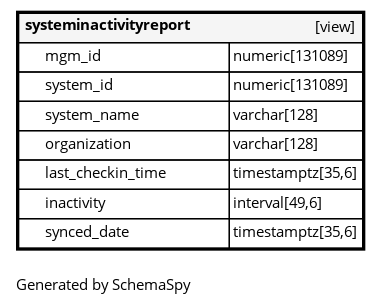 systeminactivityreport [view]
mgm_id numeric[131089]
system_id numeric[131089]
system_name varchar[128]
organization varchar[128]
last_checkin_time timestamptz[35,6]
inactivity interval[49,6]
synced_date timestamptz[35,6]
Generated by SchemaSpy